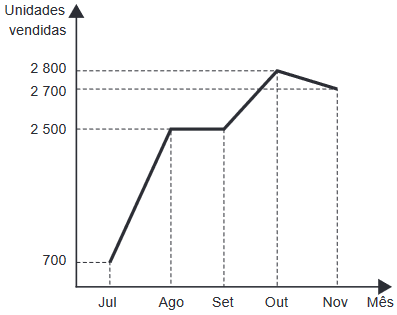 Unidades
vendidas
2 800
2 700
2 500
700
Jul Ago Set Out Nov Mês